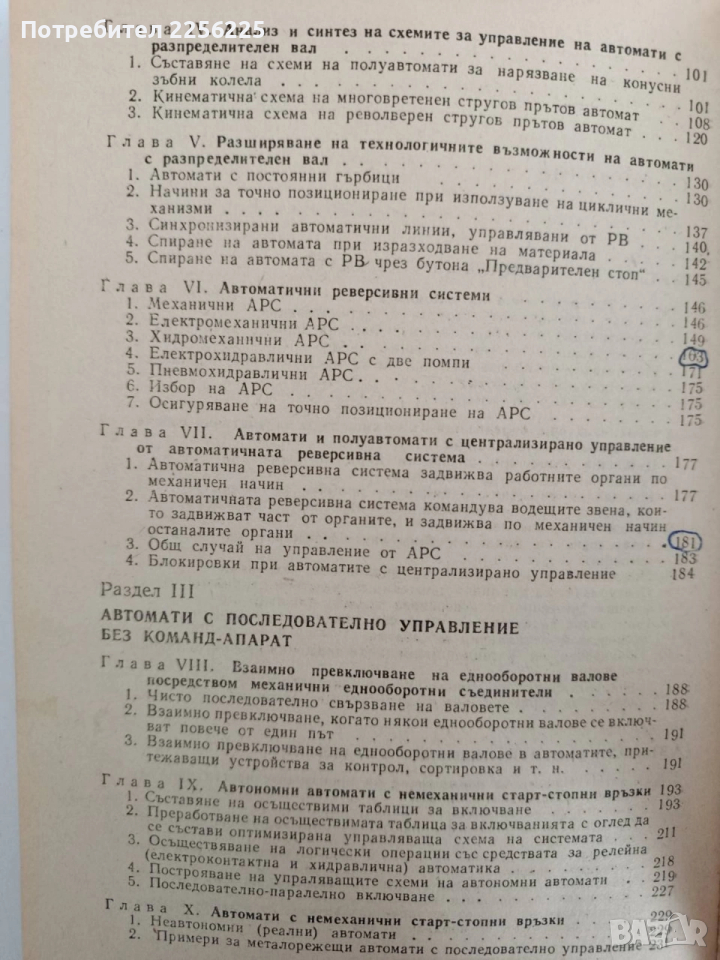 Потребител 2256825
Глава IV. Анализ и синтез на схемите за управление на автомати с
разпределителен вал . . . 101
1. Съставяне на схеми на полуавтомати за нарязване на конусни
зъбни колела . . . 101
2. Кинематична схема на многовретенен стругов прътов автомат 108
3. Кинематична схема на револверен стругов прътов автомат . . . 120
Глава V. Разширяване на технологичните възможности на автомати
с разпределителен вал . . . 130
1. Автомати с постоянни гърбици . . . 130
2. Начини за точно позициониране при използуване на циклични ме-
ханизми . . . 137
3. Синхронизирани автоматични линии, управлявани от РВ . . . 140
4. Спиране на автомата при изразходване на материала . . . 142
5. Спиране на автомата с РВ чрез бутона „Предварителен стоп“ . 145
Глава VI. Автоматични реверсивни системи . . . 146
1. Механични АРС . . . 146
2. Електромеханични АРС . . . 149
3. Хидромеханични АРС . . . 163
4. Електрохидравлични АРС с две помпи . . . 171
5. Пневмохидравлични АРС . . . 175
6. Избор на АРС . . . 175
7. Осигуряване на точно позициониране на АРС . . . 175
Глава VII. Автомати и полуавтомати с централизирано управление
от автоматичната реверсивна система . . . 177
1. Автоматична реверсивна система задвижва работните органи по
механичен начин . . . 177
2. Автоматичната реверсивна система командува водещите звена, кои-
то задвижват част от органите, и задвижва по механичен начин
останалите органи . . . 181
3. Общ случай на управление от АРС . . . 183
4. Блокировки при автоматите с централизирано управление 184
Раздел III
АВТОМАТИ С ПОСЛЕДОВАТЕЛНО УПРАВЛЕНИЕ
БЕЗ КОМАНД-АПАРАТ
Глава VIII. Взаимно превключване на еднооборотни валове
посредством механични еднооборотни съединители . . . 188
1. Чисто последователно свързване на валовете . . . 188
2. Взаимно превключване, когато някои еднооборотни валове се включ-
ват повече от един път . . . 191
3. Взаимно превключване на еднооборотни валове в автоматите, при-
тежаващи устройства за контрол, сортировка и т. н. . . . 191
Глава IX. Автономни автомати с немеханични старт-стопни връзки 193
1. Съставяне на осъществими таблици за включване . . . 193
2. Преработване на осъществимата таблица за включванията с оглед да
се състави оптимизирана управляваща схема на системата . . . 211
3. Осъществяване на логически операции със средствата за релейна
(електроконтактна и хидравлична) автоматика . . . 218
4. Построяване на упраляващите схеми на автономни автомати . 219
5. Последователно-паралелно включване . . . 227
Глава X. Автомати с немеханични старт-стопни връзки . . . 229
1. Неавтономни (реални) автомати . . . 229
2. Примери за металорежещи автомати с последователно управление
BAZAR